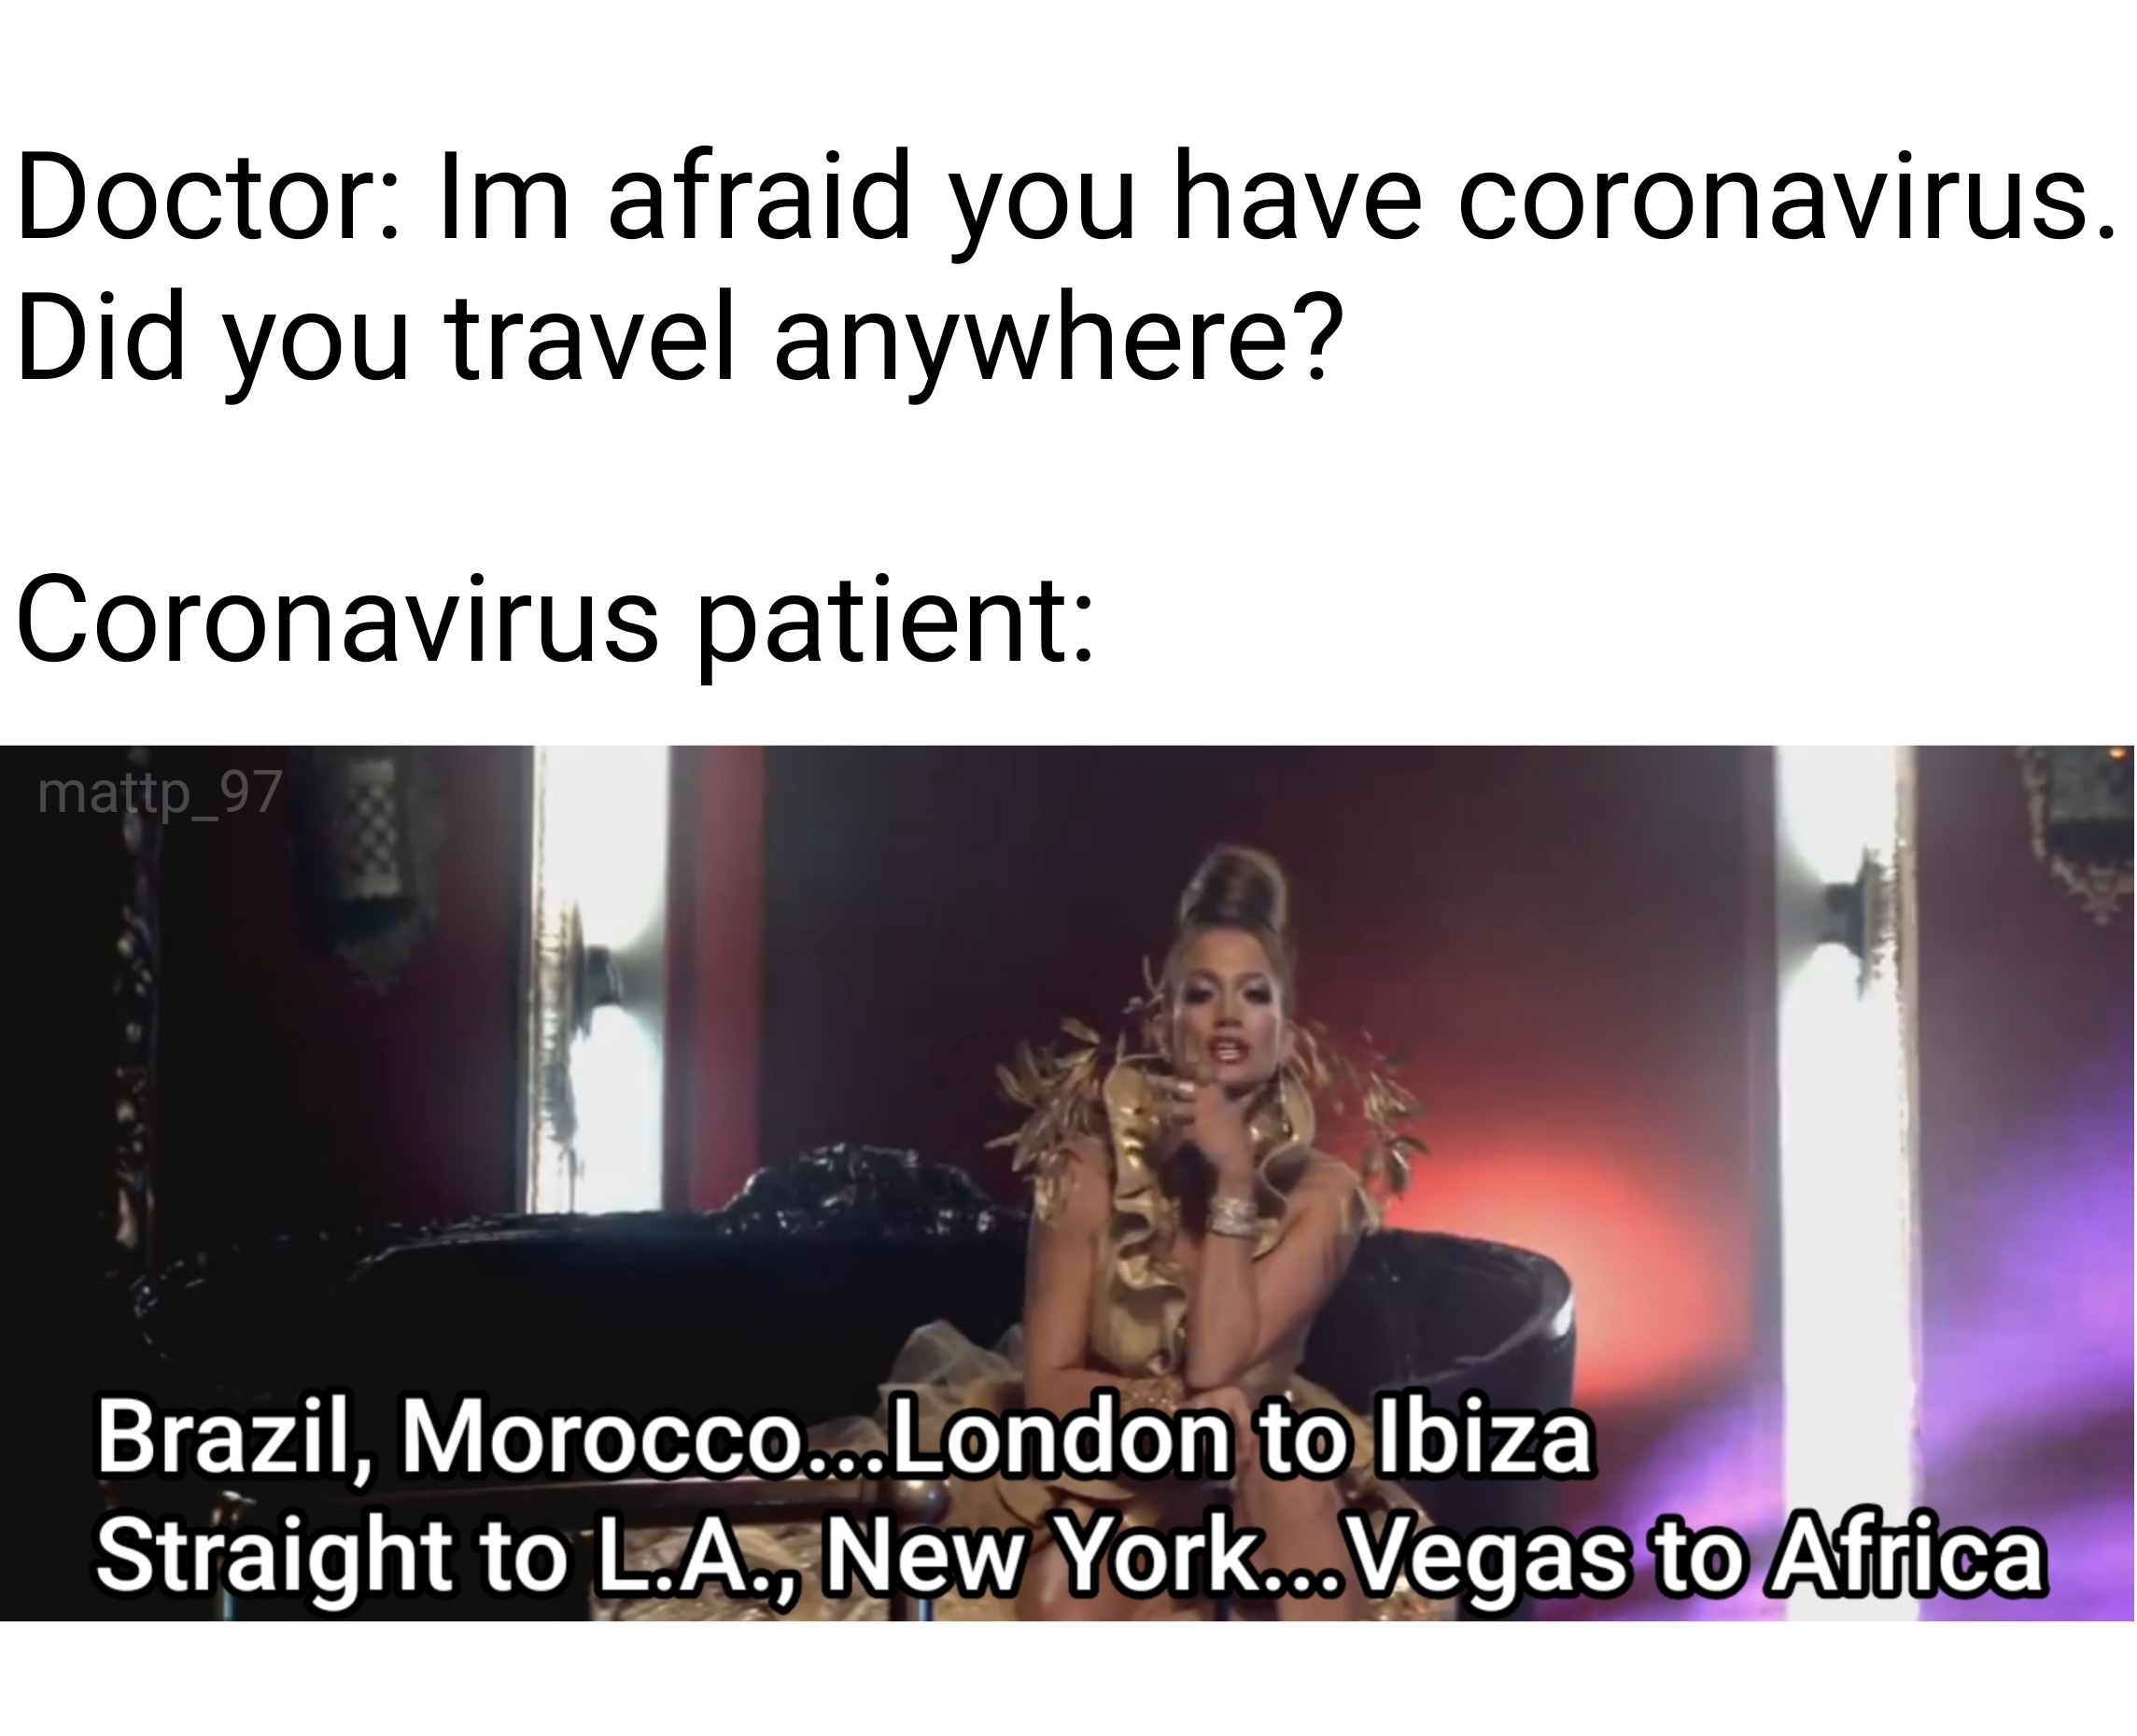 Doctor: Im afraid you have coronavirus.
Did you travel anywhere?
Coronavirus patient:
mattp_97
Brazil, Morocco...London to Ibiza
Straight to L.A., New York...Vegas to Africa